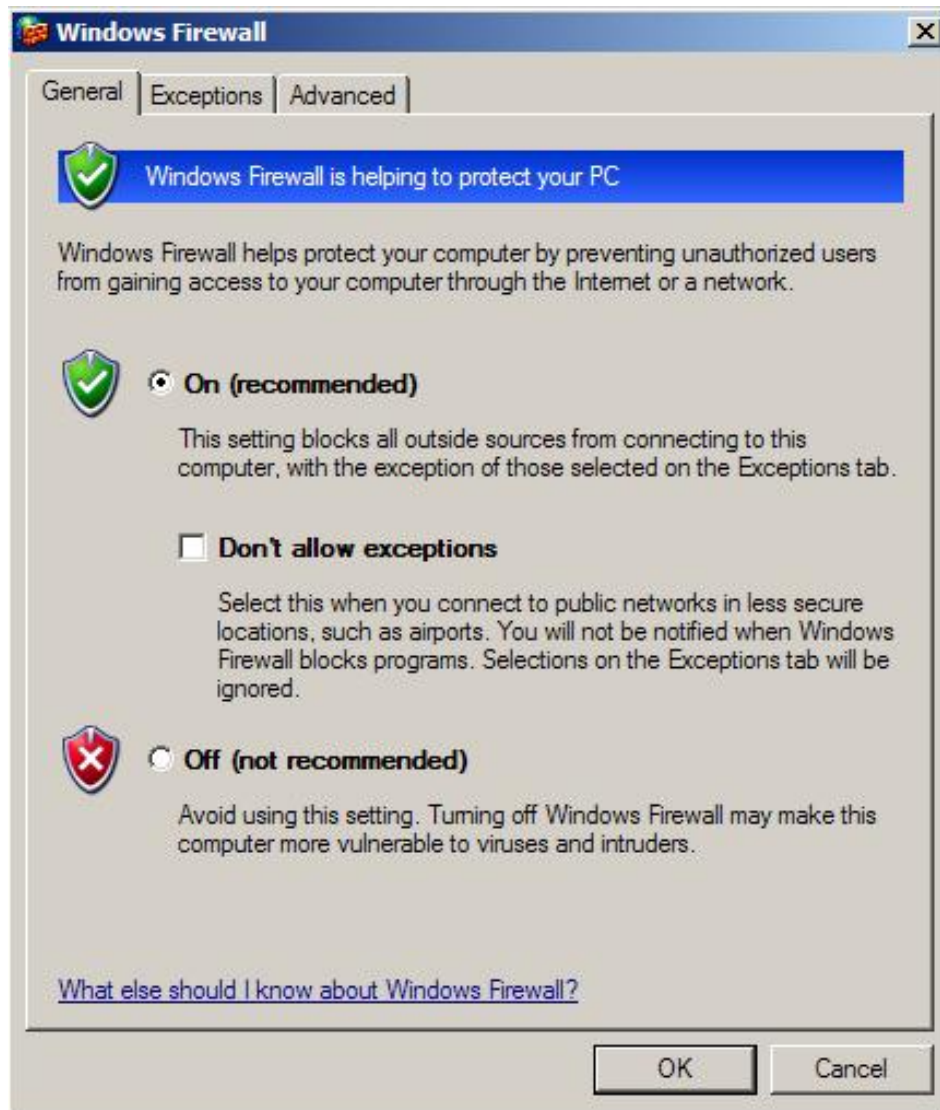 Windows Firewall
General
Exceptions
Advanced
Windows Firewall is helping to protect your PC
Windows Firewall helps protect your computer by preventing unauthorized users
from gaining access to your computer through the Internet or a network.
On (recommended)
This setting blocks all outside sources from connecting to this
computer, with the exception of those selected on the Exceptions tab.
Don't allow exceptions
Select this when you connect to public networks in less secure
locations, such as airports. You will not be notified when Windows
Firewall blocks programs. Selections on the Exceptions tab will be
ignored.
Off (not recommended)
Avoid using this setting. Turning off Windows Firewall may make this
computer more vulnerable to viruses and intruders.
What else should I know about Windows Firewall?
OK
Cancel